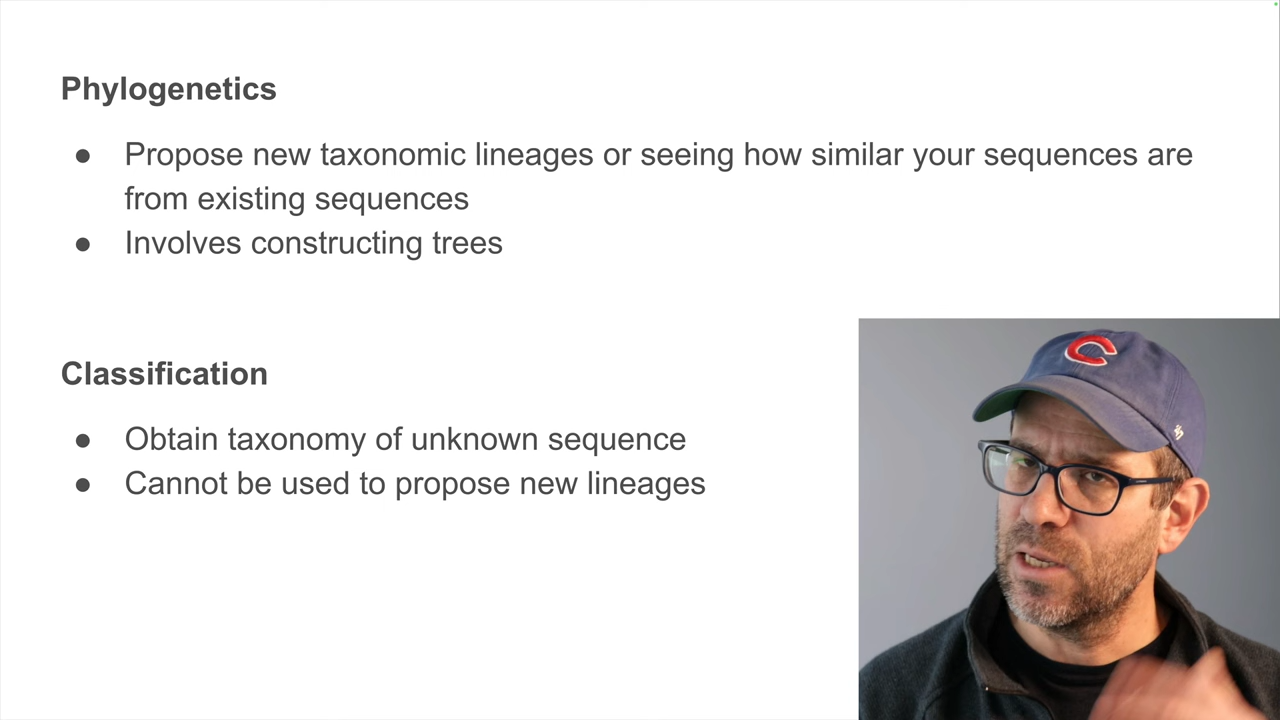 Phylogenetics
● Propose new taxonomic lineages or seeing how similar your sequences are
from existing sequences
● Involves constructing trees
Classification
● Obtain taxonomy of unknown sequence
● Cannot be used to propose new lineages
C